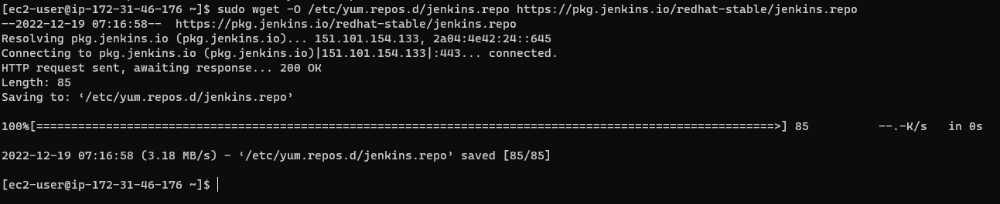 [ec2-user@ip-172-31-46-176 ~]$ sudo wget -O /etc/yum.repos.d/jenkins.repo https://pkg.jenkins.io/redhat-stable/jenkins.repo
--2022-12-19 07:16:58--  https://pkg.jenkins.io/redhat-stable/jenkins.repo
Resolving pkg.jenkins.io (pkg.jenkins.io)... 151.101.154.133, 2a04:4e42:24::645
Connecting to pkg.jenkins.io (pkg.jenkins.io)|151.101.154.133|:443... connected.
HTTP request sent, awaiting response... 200 OK
Length: 85
Saving to: ‘/etc/yum.repos.d/jenkins.repo’
100%[==========================================================================================================>] 85          --.-K/s   in 0s
2022-12-19 07:16:58 (3.18 MB/s) - ‘/etc/yum.repos.d/jenkins.repo’ saved [85/85]
[ec2-user@ip-172-31-46-176 ~]$